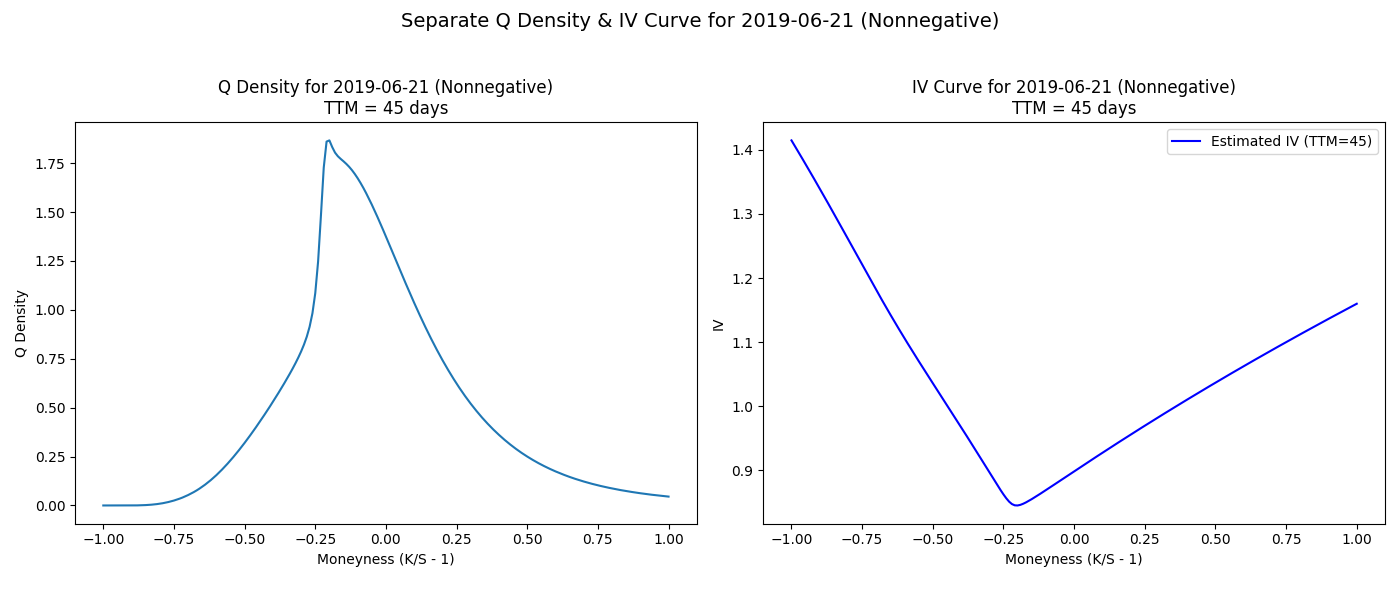 Separate Q Density & IV Curve for 2019-06-21 (Nonnegative)
Q Density for 2019-06-21 (Nonnegative)
TTM = 45 days
Q Density
1.75
1.50
1.25
1.00
0.75
0.50
0.25
0.00
−1.00 −0.75 −0.50 −0.25 0.00 0.25 0.50 0.75 1.00
Moneyness (K/S - 1)
IV Curve for 2019-06-21 (Nonnegative)
TTM = 45 days
Estimated IV (TTM=45)
IV
1.4
1.3
1.2
1.1
1.0
0.9
−1.00 −0.75 −0.50 −0.25 0.00 0.25 0.50 0.75 1.00
Moneyness (K/S - 1)